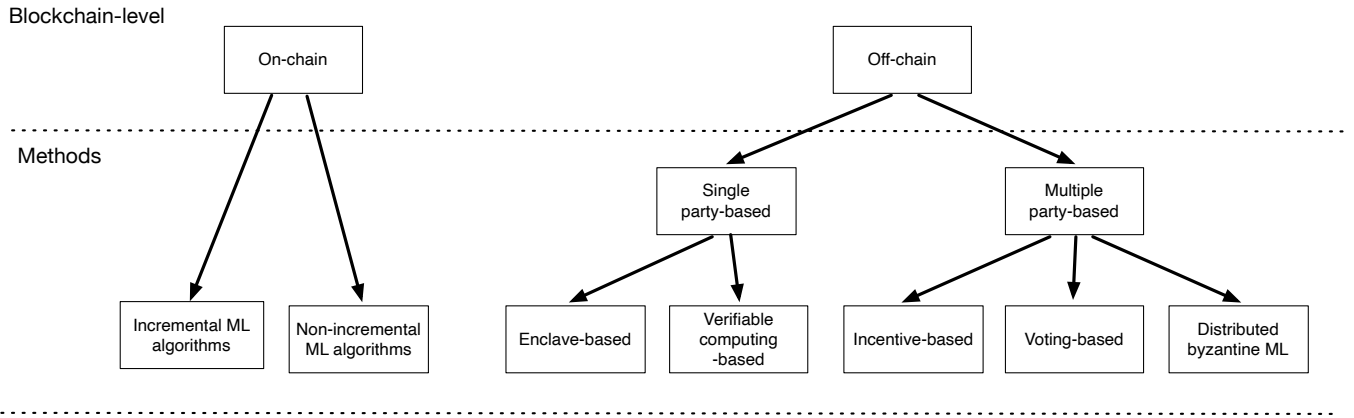 Blockchain-level
On-chain
Off-chain
Methods
Single
party-based
Multiple
party-based
Incremental ML
algorithms
Non-incremental
ML algorithms
Enclave-based
Verifiable
computing
-based
Incentive-based
Voting-based
Distributed
byzantine ML